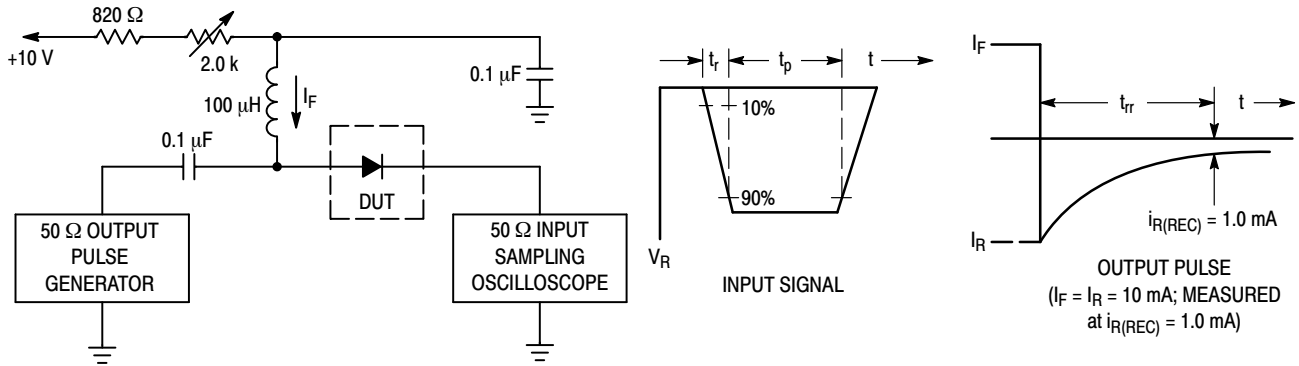 820 Ω
+10 V
2.0 k
100 μH
I_F
0.1 μF
0.1 μF
DUT
50 Ω OUTPUT
PULSE
GENERATOR
50 Ω INPUT
SAMPLING
OSCILLOSCOPE
t_r
t_p
t
10%
90%
V_R
INPUT SIGNAL
I_F
t_rr
t
I_R
i_R(REC) = 1.0 mA
OUTPUT PULSE
(I_F = I_R = 10 mA; MEASURED
at i_R(REC) = 1.0 mA)